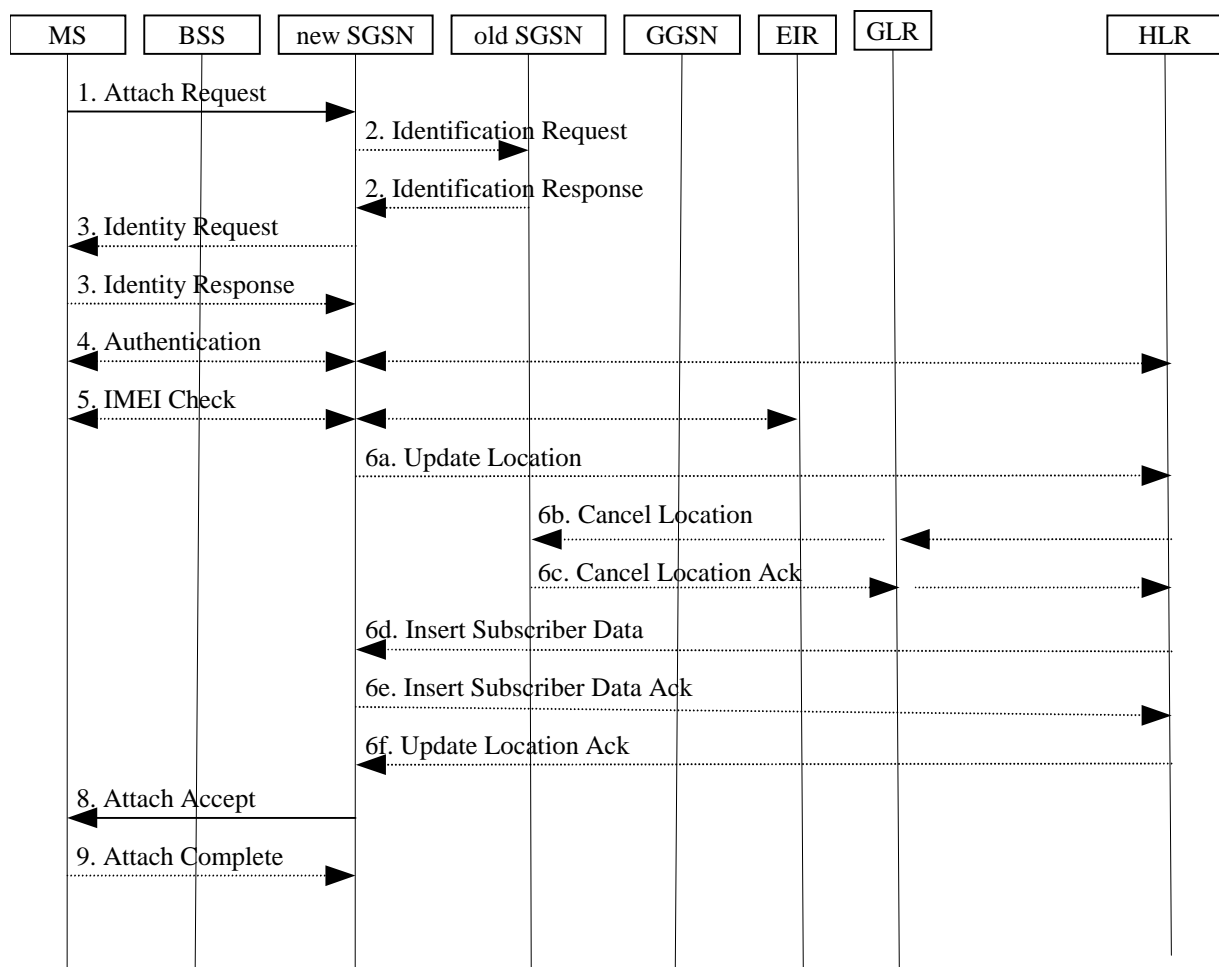 MS BSS new SGSN old SGSN GGSN EIR GLR HLR
1. Attach Request
2. Identification Request
2. Identification Response
3. Identity Request
3. Identity Response
4. Authentication
5. IMEI Check
6a. Update Location
6b. Cancel Location
6c. Cancel Location Ack
6d. Insert Subscriber Data
6e. Insert Subscriber Data Ack
6f. Update Location Ack
8. Attach Accept
9. Attach Complete